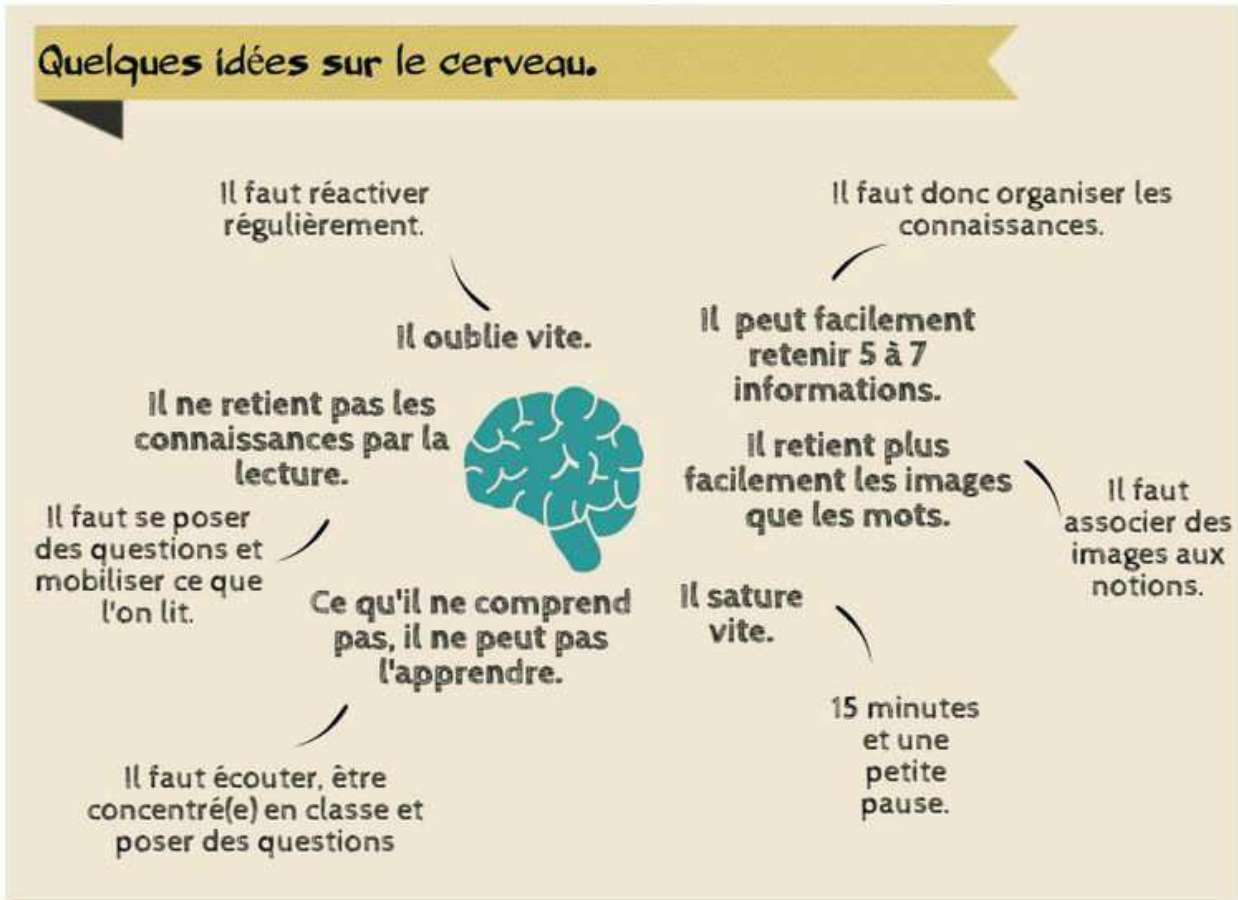 Quelques idées sur le cerveau.
Il faut réactiver
régulièrement.
Il oublie vite.
Il ne retient pas les
connaissances par la
lecture.
Il faut se poser
des questions et
mobiliser ce que
l'on lit.
Ce qu'il ne comprend
pas, il ne peut pas
l'apprendre.
Il faut écouter, être
concentré(e) en classe et
poser des questions
Il faut donc organiser les
connaissances.
Il peut facilement
retenir 5 à 7
informations.
Il retient plus
facilement les images
que les mots.
Il faut
associer des
images aux
notions.
Il sature
vite.
15 minutes
et une
petite
pause.